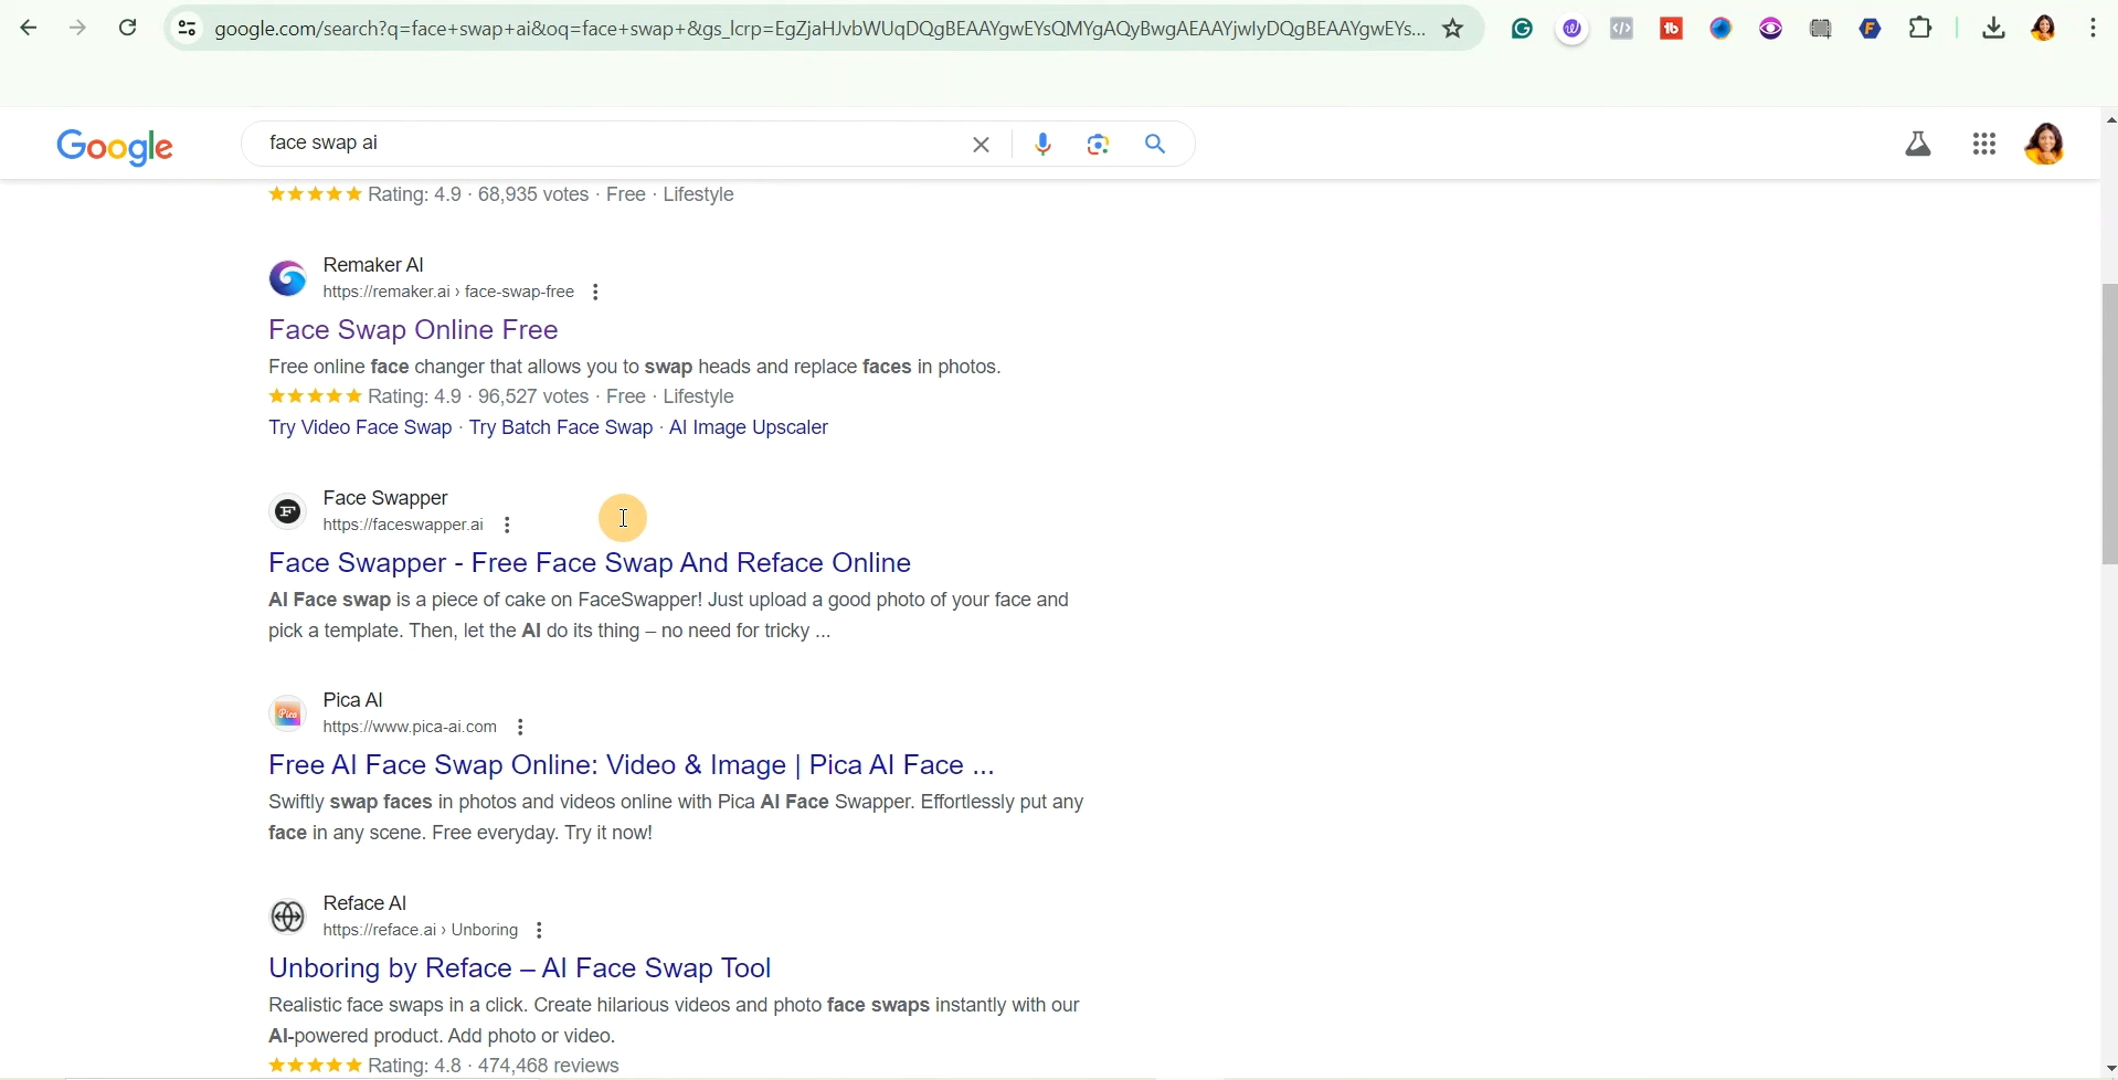 google.com/search?q=face+swap+ai&oq=face+swap+&gs_lcrp=EgZjaHJvbWUqDQgBEAAYgwEYsQMYgAQyBwgAEAAYjwIyDQgBEAAYgwEYs...
Google
face swap ai
Rating: 4.9 · 68,935 votes · Free · Lifestyle
Remaker AI
https://remaker.ai › face-swap-free
Face Swap Online Free
Free online face changer that allows you to swap heads and replace faces in photos.
Rating: 4.9 · 96,527 votes · Free · Lifestyle
Try Video Face Swap · Try Batch Face Swap · AI Image Upscaler
Face Swapper
https://faceswapper.ai
Face Swapper - Free Face Swap And Reface Online
AI Face swap is a piece of cake on FaceSwapper! Just upload a good photo of your face and
pick a template. Then, let the AI do its thing – no need for tricky ...
Pica AI
https://www.pica-ai.com
Free AI Face Swap Online: Video & Image | Pica AI Face ...
Swiftly swap faces in photos and videos online with Pica AI Face Swapper. Effortlessly put any
face in any scene. Free everyday. Try it now!
Reface AI
https://reface.ai › Unboring
Unboring by Reface – AI Face Swap Tool
Realistic face swaps in a click. Create hilarious videos and photo face swaps instantly with our
AI-powered product. Add photo or video.
Rating: 4.8 · 474,468 reviews